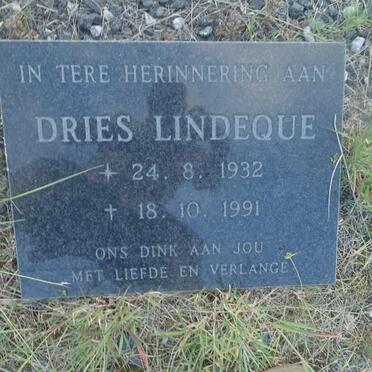 IN TERE HERINNERING AAN
DRIES LINDEQUE
* 24. 8. 1932
† 18. 10. 1991
ONS DINK AAN JOU
MET LIEFDE EN VERLANGE